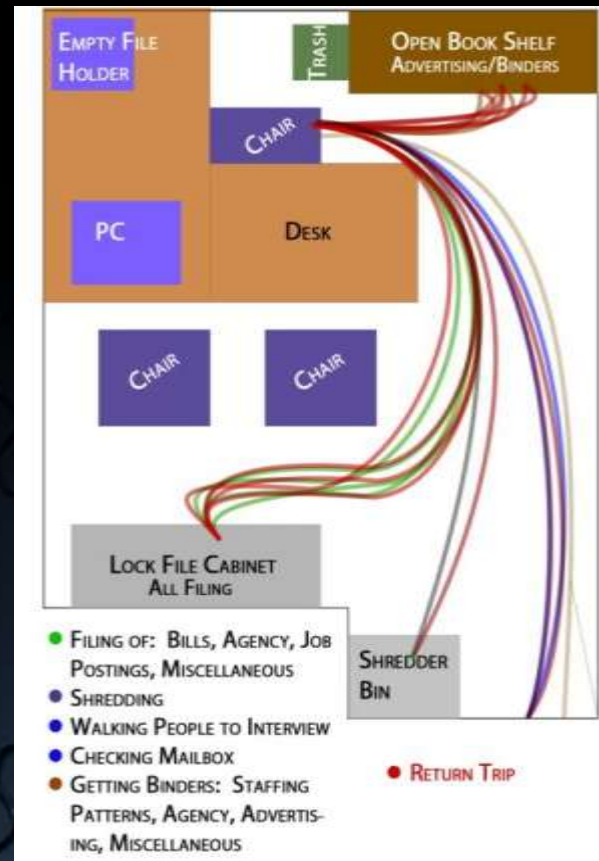 Empty File
Holder
Trash
Open Book Shelf
Advertising/Binders
Chair
PC
Desk
Chair
Chair
Lock File Cabinet
All Filing
Shredder
Bin
Filing of: Bills, Agency, Job
Postings, Miscellaneous
Shredding
Walking People to Interview
Checking Mailbox
Getting Binders: Staffing
Patterns, Agency, Advertis-
ing, Miscellaneous
Return Trip